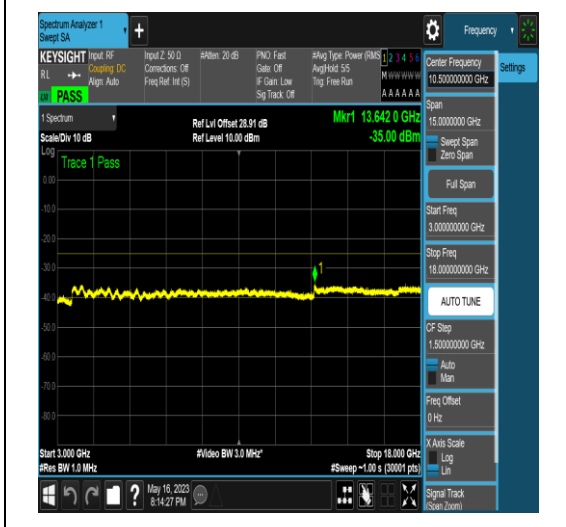 Spectrum Analyzer 1
Swept SA
+
Frequency
KEYSIGHT
RL
PASS
Input: RF
Coupling: DC
Align: Auto
Input Z: 50 Ω
Corrections: Off
Freq Ref: Int (S)
#Atten: 20 dB
PNO: Fast
Gate: Off
IF Gain: Low
Sig Track: Off
#Avg Type: Power (RMS)
Avg|Hold: 5/5
Trig: Free Run
1 2 3 4 5 6
M W W W W W
A A A A A A
Center Frequency
10.500000000 GHz
Settings
Span
15.0000000 GHz
Swept Span
Zero Span
Full Span
Start Freq
3.000000000 GHz
Stop Freq
18.000000000 GHz
AUTO TUNE
CF Step
1.500000000 GHz
Auto
Man
Freq Offset
0 Hz
X Axis Scale
Log
Lin
Signal Track
(Span Zoom)
1 Spectrum
Scale/Div 10 dB
Ref Lvl Offset 28.91 dB
Ref Level 10.00 dBm
Mkr1 13.642 0 GHz
-35.00 dBm
Log
Trace 1 Pass
0.00
-10.0
-20.0
-30.0
-40.0
-50.0
-60.0
-70.0
-80.0
1
Start 3.000 GHz
#Res BW 1.0 MHz
#Video BW 3.0 MHz*
Stop 18.000 GHz
#Sweep ~1.00 s (30001 pts)
?
May 16, 2023
8:14:27 PM